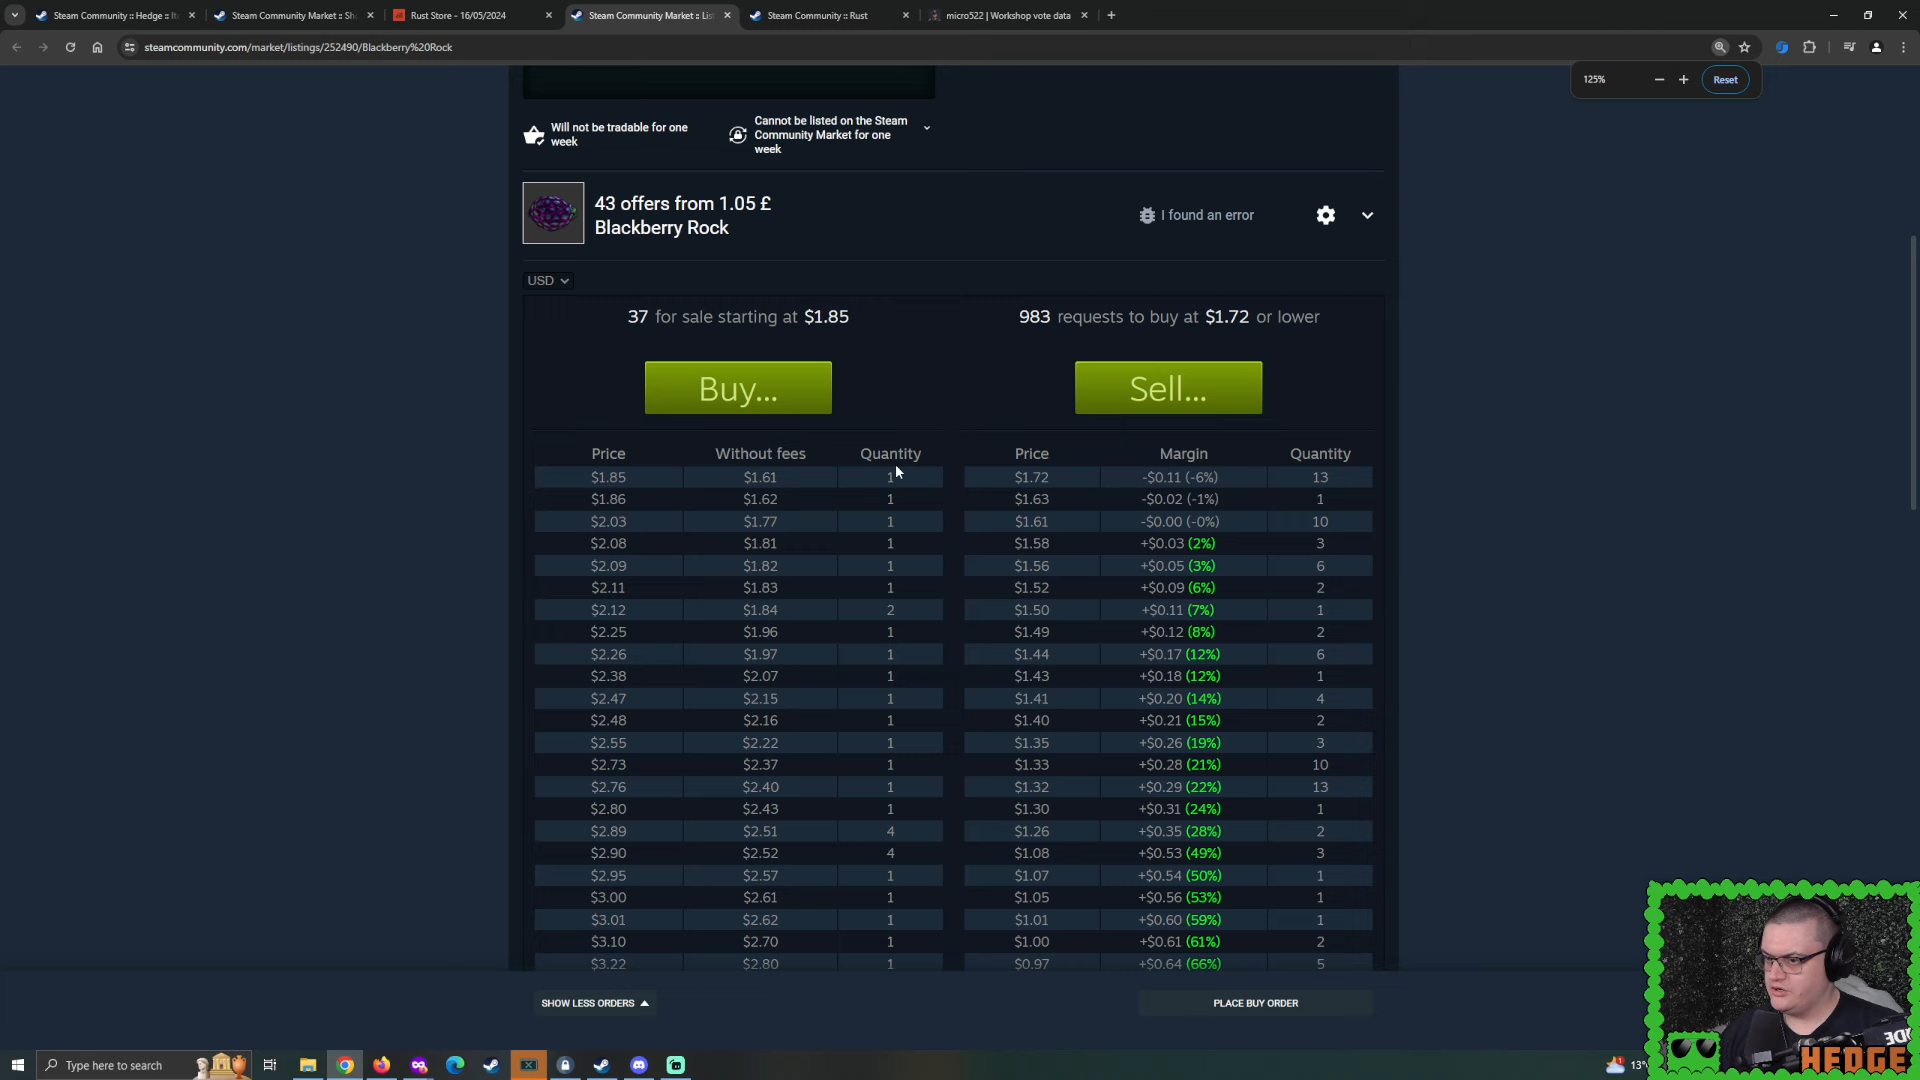 Steam Community :: Hedge :: It
Steam Community Market :: Sh
Rust Store - 16/05/2024
Steam Community Market :: List
Steam Community :: Rust
micro522 | Workshop vote data
steamcommunity.com/market/listings/252490/Blackberry%20Rock
125%
Reset
Will not be tradable for one
week
Cannot be listed on the Steam
Community Market for one
week
43 offers from 1.05 £
Blackberry Rock
I found an error
USD
37 for sale starting at $1.85
983 requests to buy at $1.72 or lower
Buy...
Sell...
Price Without fees Quantity
$1.85 $1.61 1
$1.86 $1.62 1
$2.03 $1.77 1
$2.08 $1.81 1
$2.09 $1.82 1
$2.11 $1.83 1
$2.12 $1.84 2
$2.25 $1.96 1
$2.26 $1.97 1
$2.38 $2.07 1
$2.47 $2.15 1
$2.48 $2.16 1
$2.55 $2.22 1
$2.73 $2.37 1
$2.76 $2.40 1
$2.80 $2.43 1
$2.89 $2.51 4
$2.90 $2.52 4
$2.95 $2.57 1
$3.00 $2.61 1
$3.01 $2.62 1
$3.10 $2.70 1
$3.22 $2.80 1
Price Margin Quantity
$1.72 -$0.11 (-6%) 13
$1.63 -$0.02 (-1%) 1
$1.61 -$0.00 (-0%) 10
$1.58 +$0.03 (2%) 3
$1.56 +$0.05 (3%) 6
$1.52 +$0.09 (6%) 2
$1.50 +$0.11 (7%) 1
$1.49 +$0.12 (8%) 2
$1.44 +$0.17 (12%) 6
$1.43 +$0.18 (12%) 1
$1.41 +$0.20 (14%) 4
$1.40 +$0.21 (15%) 2
$1.35 +$0.26 (19%) 3
$1.33 +$0.28 (21%) 10
$1.32 +$0.29 (22%) 13
$1.30 +$0.31 (24%) 1
$1.26 +$0.35 (28%) 2
$1.08 +$0.53 (49%) 3
$1.07 +$0.54 (50%) 1
$1.05 +$0.56 (53%) 1
$1.01 +$0.60 (59%) 1
$1.00 +$0.61 (61%) 2
$0.97 +$0.64 (66%) 5
SHOW LESS ORDERS
PLACE BUY ORDER
Type here to search
13°
HEDGE